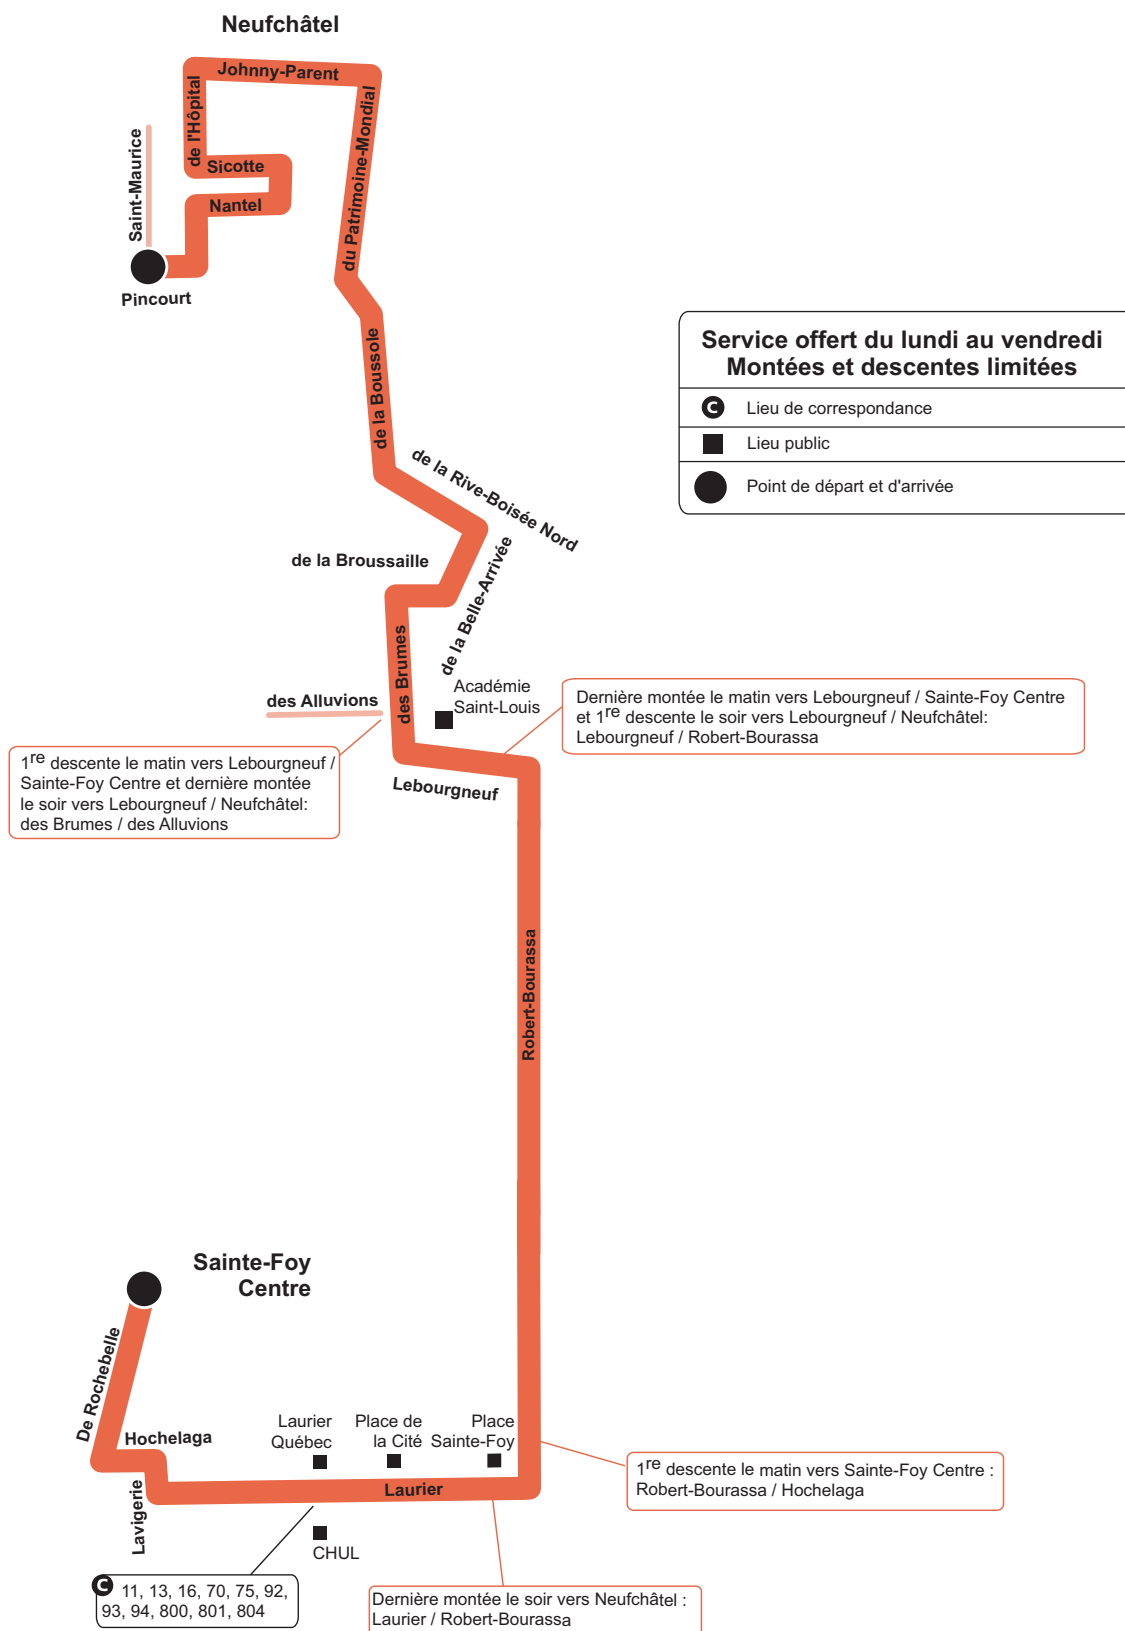 Neufchâtel
Johnny-Parent
de l'Hôpital
Saint-Maurice
Sicotte
Nantel
du Patrimoine-Mondial
Pincourt
Service offert du lundi au vendredi
Montées et descentes limitées
C Lieu de correspondance
Lieu public
Point de départ et d'arrivée
de la Boussole
de la Rive-Boisée Nord
de la Broussaille
de la Belle-Arrivée
des Brumes
des Alluvions
Académie
Saint-Louis
Dernière montée le matin vers Lebourgneuf / Sainte-Foy Centre
et 1re descente le soir vers Lebourgneuf / Neufchâtel:
Lebourgneuf / Robert-Bourassa
1re descente le matin vers Lebourgneuf /
Sainte-Foy Centre et dernière montée
le soir vers Lebourgneuf / Neufchâtel:
des Brumes / des Alluvions
Lebourgneuf
Robert-Bourassa
Sainte-Foy
Centre
De Rochebelle
Hochelaga
Lavigerie
Laurier
Québec
Place de
la Cité
Place
Sainte-Foy
Laurier
CHUL
1re descente le matin vers Sainte-Foy Centre :
Robert-Bourassa / Hochelaga
C 11, 13, 16, 70, 75, 92,
93, 94, 800, 801, 804
Dernière montée le soir vers Neufchâtel :
Laurier / Robert-Bourassa